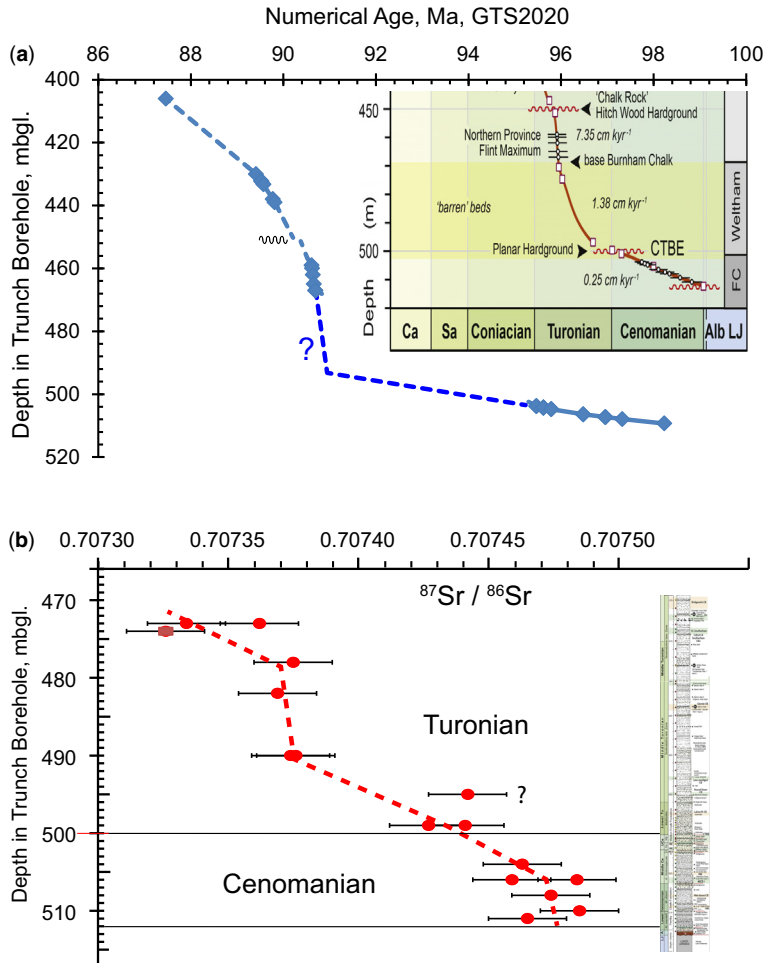 Numerical Age, Ma, GTS2020
(a)
86 88 90 92 94 96 98 100
Depth in Trunch Borehole, mbgl.
400
420
440
460
480
500
520
?
450
500
Depth (m)
'Chalk Rock'
Hitch Wood Hardground
Northern Province
Flint Maximum
7.35 cm kyr⁻¹
base Burnham Chalk
'barren' beds
1.38 cm kyr⁻¹
Planar Hardground
CTBE
0.25 cm kyr⁻¹
Weltham
FC
Ca Sa Coniacian Turonian Cenomanian Alb LJ
(b)
0.70730 0.70735 0.70740 0.70745 0.70750
⁸⁷Sr / ⁸⁶Sr
Depth in Trunch Borehole, mbgl.
470
480
490
500
510
Turonian
?
Cenomanian